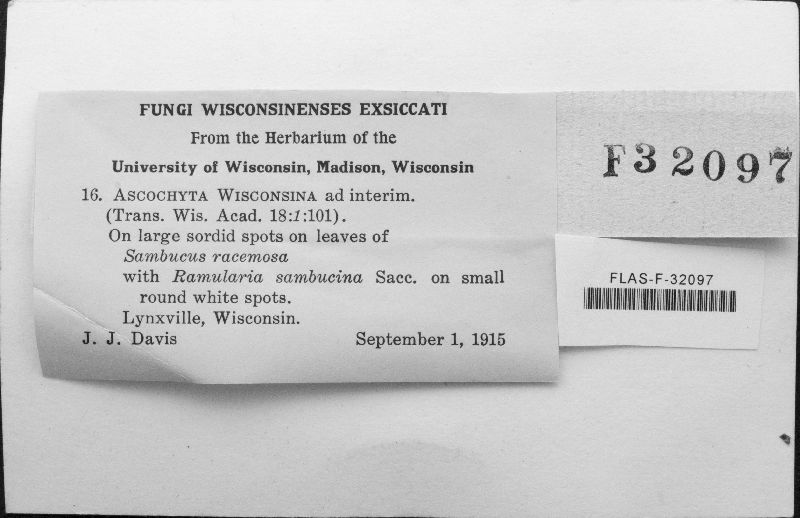 FUNGI WISCONSINENSES EXSICCATI
From the Herbarium of the
University of Wisconsin, Madison, Wisconsin
16. ASCOCHYTA WISCONSINA ad interim.
(Trans. Wis. Acad. 18:1:101).
On large sordid spots on leaves of
Sambucus racemosa
with Ramularia sambucina Sacc. on small
round white spots.
Lynxville, Wisconsin.
J. J. Davis September 1, 1915
F32097
FLAS-F-32097